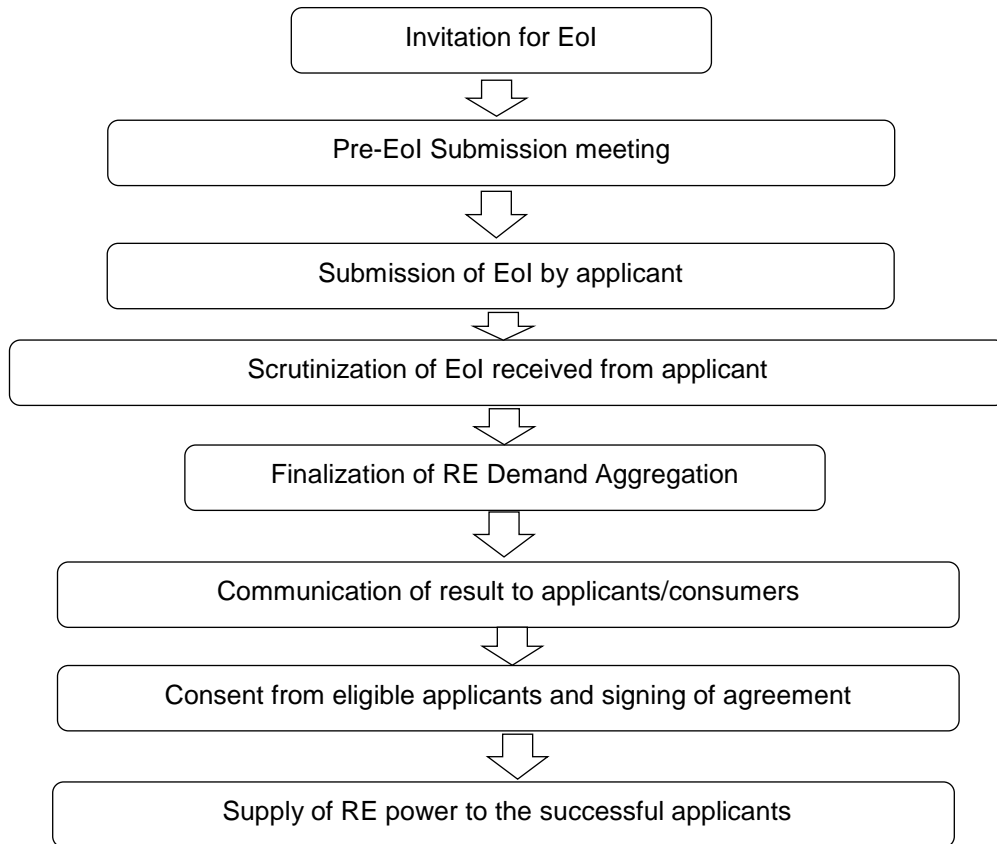 Invitation for EoI
Pre-EoI Submission meeting
Submission of EoI by applicant
Scrutinization of EoI received from applicant
Finalization of RE Demand Aggregation
Communication of result to applicants/consumers
Consent from eligible applicants and signing of agreement
Supply of RE power to the successful applicants